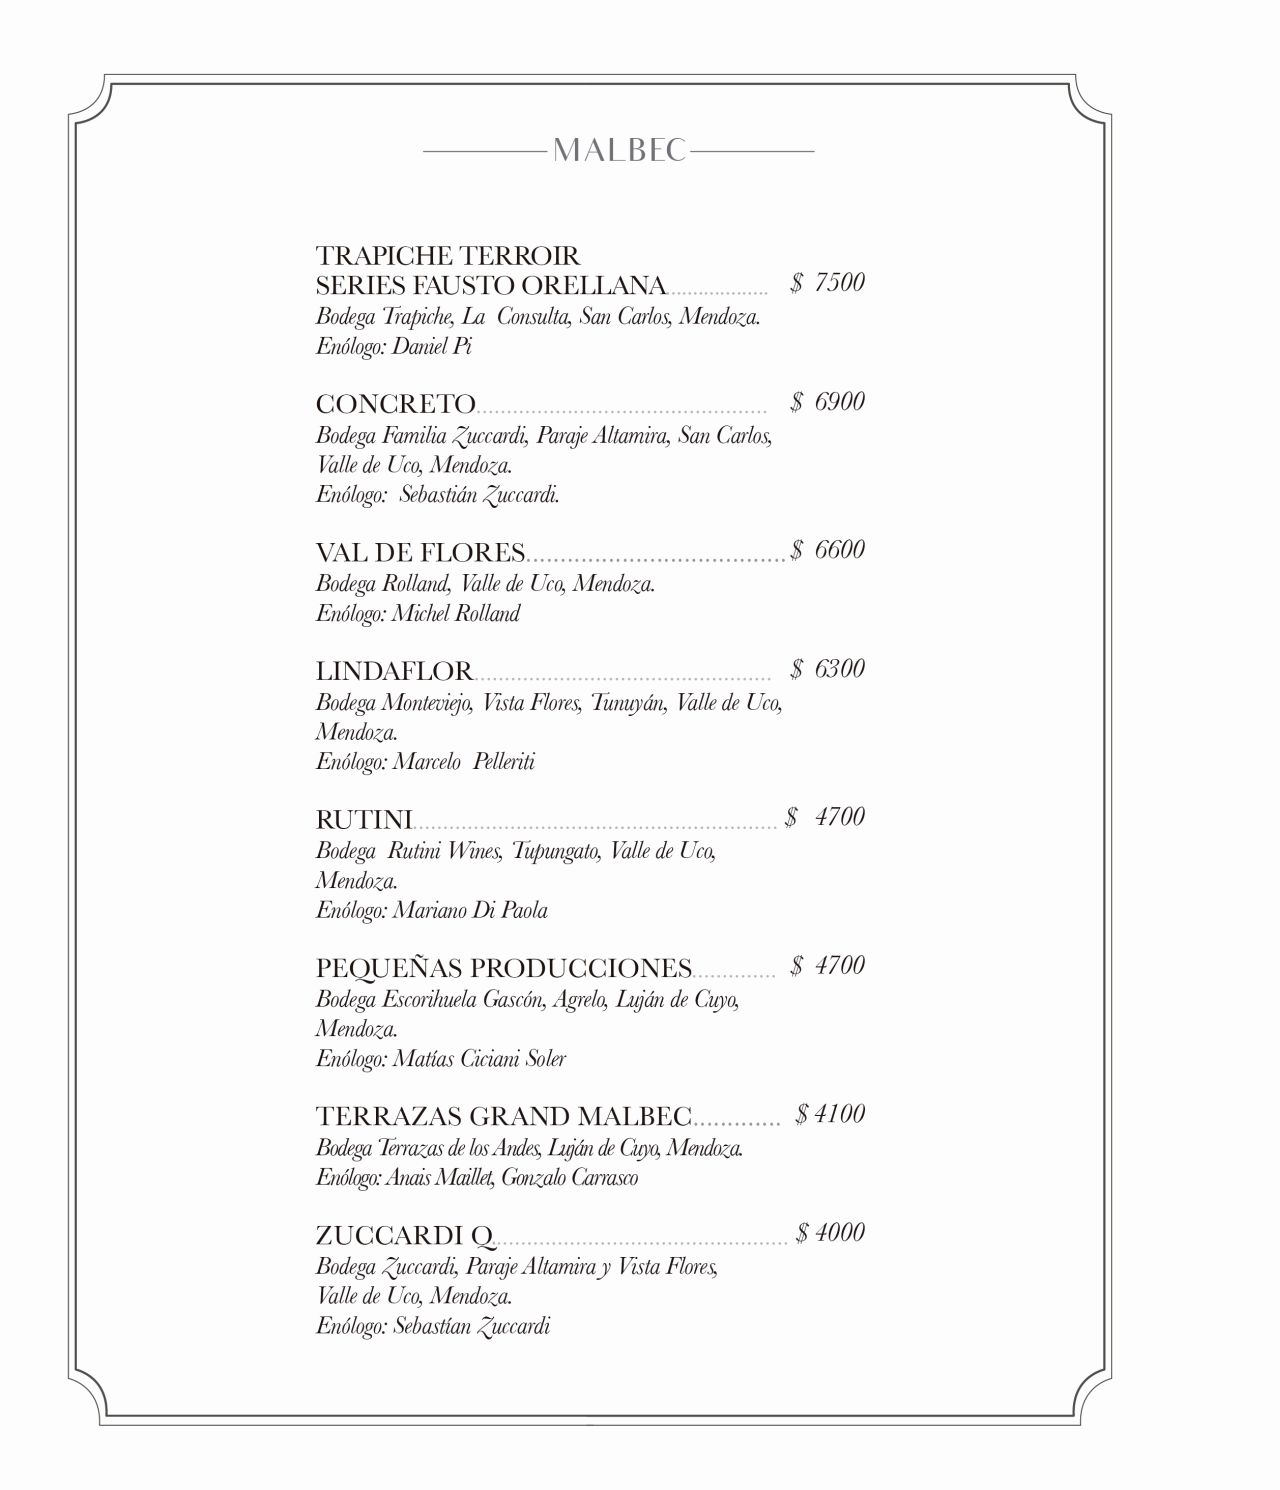 MALBEC
TRAPICHE TERROIR
SERIES FAUSTO ORELLANA.................. $ 7500
Bodega Trapiche, La Consulta, San Carlos, Mendoza.
Enólogo: Daniel Pi
CONCRETO................................................ $ 6900
Bodega Familia Zuccardi, Paraje Altamira, San Carlos,
Valle de Uco, Mendoza.
Enólogo: Sebastián Zuccardi.
VAL DE FLORES...................................... $ 6600
Bodega Rolland, Valle de Uco, Mendoza.
Enólogo: Michel Rolland
LINDAFLOR................................................. $ 6300
Bodega Monteviejo, Vista Flores, Tunuyán, Valle de Uco,
Mendoza.
Enólogo: Marcelo Pelleriti
RUTINI............................................................ $ 4700
Bodega Rutini Wines, Tupungato, Valle de Uco,
Mendoza.
Enólogo: Mariano Di Paola
PEQUEÑAS PRODUCCIONES.............. $ 4700
Bodega Escorihuela Gascón, Agrelo, Luján de Cuyo,
Mendoza.
Enólogo: Matías Ciciani Soler
TERRAZAS GRAND MALBEC............. $ 4100
Bodega Terrazas de los Andes, Luján de Cuyo, Mendoza.
Enólogo: Anais Maillet, Gonzalo Carrasco
ZUCCARDI Q................................................. $ 4000
Bodega Zuccardi, Paraje Altamira y Vista Flores,
Valle de Uco, Mendoza.
Enólogo: Sebastían Zuccardi